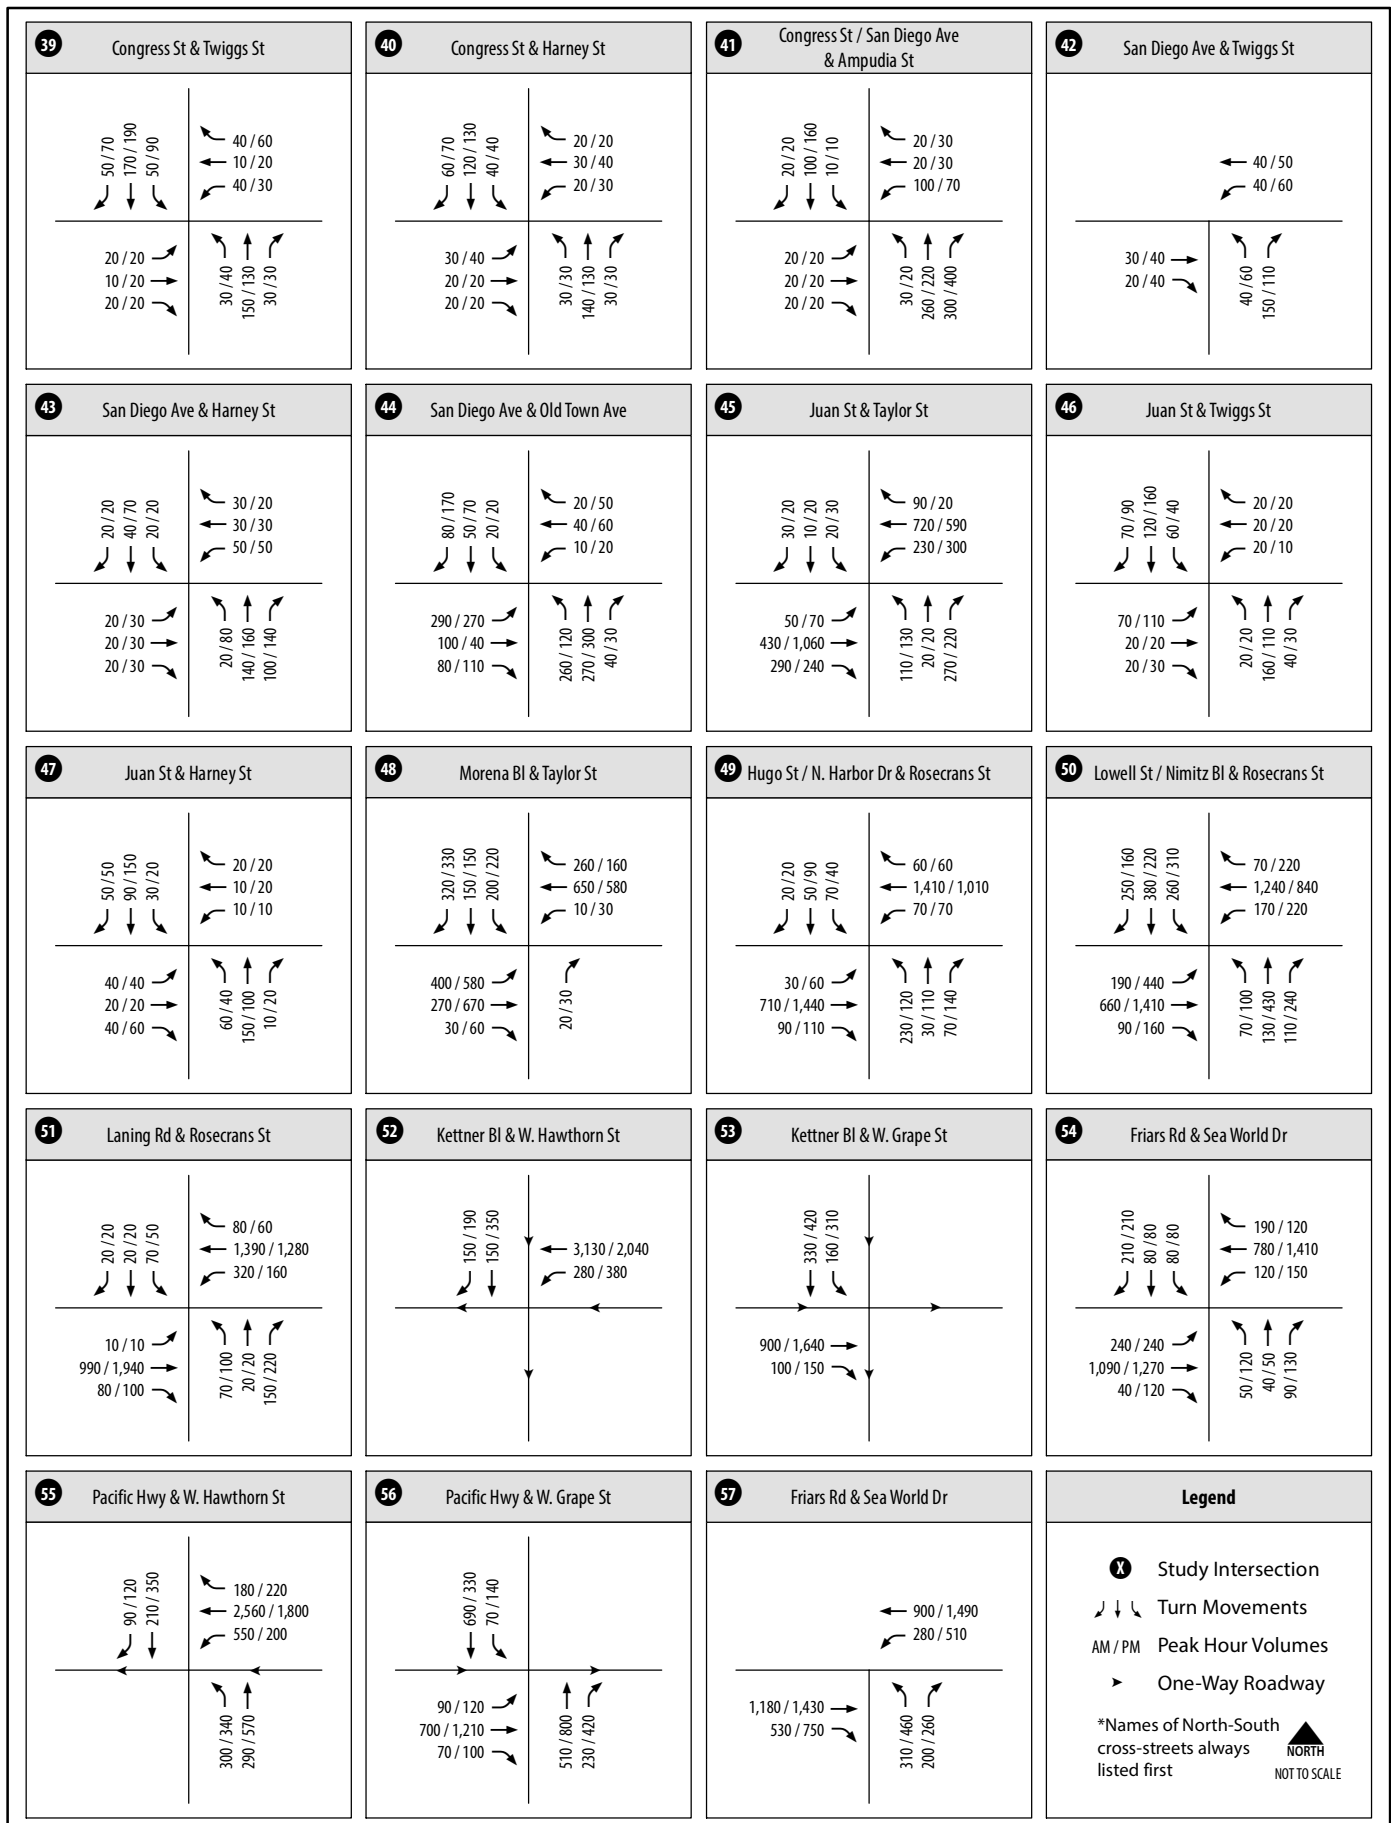 39
Congress St & Twiggs St
50 / 70
170 / 190
50 / 90
40 / 60
10 / 20
40 / 30
20 / 20
10 / 20
20 / 20
30 / 40
150 / 130
30 / 30
40
Congress St & Harney St
60 / 70
120 / 130
40 / 40
20 / 20
30 / 40
20 / 30
30 / 40
20 / 20
20 / 20
30 / 30
140 / 130
30 / 30
41
Congress St / San Diego Ave
& Ampudia St
20 / 20
100 / 160
10 / 10
20 / 30
20 / 30
100 / 70
20 / 20
20 / 20
20 / 20
30 / 20
260 / 220
300 / 400
42
San Diego Ave & Twiggs St
40 / 50
40 / 60
30 / 40
20 / 40
40 / 60
150 / 110
43
San Diego Ave & Harney St
20 / 20
40 / 70
20 / 20
30 / 20
30 / 30
50 / 50
20 / 30
20 / 30
20 / 30
20 / 80
140 / 160
100 / 140
44
San Diego Ave & Old Town Ave
80 / 170
50 / 70
20 / 20
20 / 50
40 / 60
10 / 20
290 / 270
100 / 40
80 / 110
260 / 120
270 / 300
40 / 30
45
Juan St & Taylor St
30 / 20
10 / 20
20 / 30
90 / 20
720 / 590
230 / 300
50 / 70
430 / 1,060
290 / 240
110 / 130
20 / 20
270 / 220
46
Juan St & Twiggs St
70 / 90
120 / 160
60 / 40
20 / 20
20 / 20
20 / 10
70 / 110
20 / 20
20 / 30
20 / 20
160 / 110
40 / 30
47
Juan St & Harney St
50 / 50
90 / 150
30 / 20
20 / 20
10 / 20
10 / 10
40 / 40
20 / 20
40 / 60
60 / 40
150 / 100
10 / 20
48
Morena Bl & Taylor St
320 / 330
150 / 150
200 / 220
260 / 160
650 / 580
10 / 30
400 / 580
270 / 670
30 / 60
20 / 30
49
Hugo St / N. Harbor Dr & Rosecrans St
20 / 20
50 / 90
70 / 40
60 / 60
1,410 / 1,010
70 / 70
30 / 60
710 / 1,440
90 / 110
230 / 120
30 / 110
70 / 140
50
Lowell St / Nimitz Bl & Rosecrans St
250 / 160
380 / 220
260 / 310
70 / 220
1,240 / 840
170 / 220
190 / 440
660 / 1,410
90 / 160
70 / 100
130 / 430
110 / 240
51
Laning Rd & Rosecrans St
20 / 20
20 / 20
70 / 50
80 / 60
1,390 / 1,280
320 / 160
10 / 10
990 / 1,940
80 / 100
70 / 100
20 / 20
150 / 220
52
Kettner Bl & W. Hawthorn St
150 / 190
150 / 350
3,130 / 2,040
280 / 380
53
Kettner Bl & W. Grape St
330 / 420
160 / 310
900 / 1,640
100 / 150
54
Friars Rd & Sea World Dr
210 / 210
80 / 80
80 / 80
190 / 120
780 / 1,410
120 / 150
240 / 240
1,090 / 1,270
40 / 120
50 / 120
40 / 50
90 / 130
55
Pacific Hwy & W. Hawthorn St
90 / 120
210 / 350
180 / 220
2,560 / 1,800
550 / 200
300 / 340
290 / 570
56
Pacific Hwy & W. Grape St
690 / 330
70 / 140
90 / 120
700 / 1,210
70 / 100
510 / 800
230 / 420
57
Friars Rd & Sea World Dr
900 / 1,490
280 / 510
1,180 / 1,430
530 / 750
310 / 460
200 / 260
Legend
X Study Intersection
Turn Movements
AM / PM Peak Hour Volumes
One-Way Roadway
*Names of North-South
cross-streets always
listed first
NORTH
NOT TO SCALE